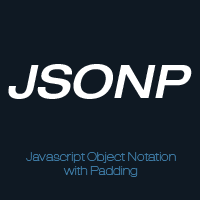 JSONP
Javascript Object Notation
with Padding